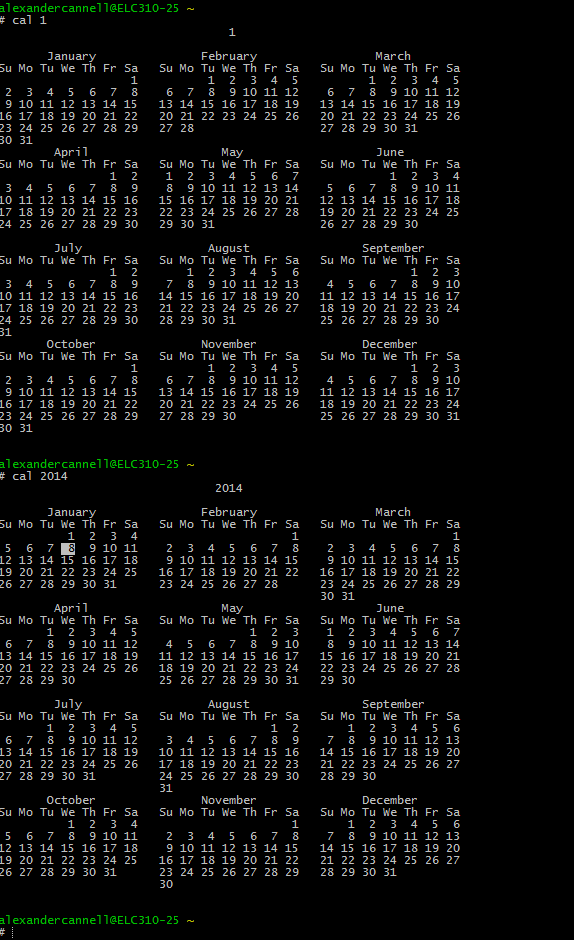 alexandercannell@ELC310-25 ~
# cal 1
1
January February March
Su Mo Tu We Th Fr Sa Su Mo Tu We Th Fr Sa Su Mo Tu We Th Fr Sa
1 1 2 3 4 5 1 2 3 4 5
2 3 4 5 6 7 8 6 7 8 9 10 11 12 6 7 8 9 10 11 12
9 10 11 12 13 14 15 13 14 15 16 17 18 19 13 14 15 16 17 18 19
16 17 18 19 20 21 22 20 21 22 23 24 25 26 20 21 22 23 24 25 26
23 24 25 26 27 28 29 27 28 27 28 29 30 31
30 31
April May June
Su Mo Tu We Th Fr Sa Su Mo Tu We Th Fr Sa Su Mo Tu We Th Fr Sa
1 2 1 2 3 4 5 6 7 1 2 3 4
3 4 5 6 7 8 9 8 9 10 11 12 13 14 5 6 7 8 9 10 11
10 11 12 13 14 15 16 15 16 17 18 19 20 21 12 13 14 15 16 17 18
17 18 19 20 21 22 23 22 23 24 25 26 27 28 19 20 21 22 23 24 25
24 25 26 27 28 29 30 29 30 31 26 27 28 29 30
July August September
Su Mo Tu We Th Fr Sa Su Mo Tu We Th Fr Sa Su Mo Tu We Th Fr Sa
1 2 1 2 3 4 5 6 1 2 3
3 4 5 6 7 8 9 7 8 9 10 11 12 13 4 5 6 7 8 9 10
10 11 12 13 14 15 16 14 15 16 17 18 19 20 11 12 13 14 15 16 17
17 18 19 20 21 22 23 21 22 23 24 25 26 27 18 19 20 21 22 23 24
24 25 26 27 28 29 30 28 29 30 31 25 26 27 28 29 30
31
October November December
Su Mo Tu We Th Fr Sa Su Mo Tu We Th Fr Sa Su Mo Tu We Th Fr Sa
1 1 2 3 4 5 1 2 3
2 3 4 5 6 7 8 6 7 8 9 10 11 12 4 5 6 7 8 9 10
9 10 11 12 13 14 15 13 14 15 16 17 18 19 11 12 13 14 15 16 17
16 17 18 19 20 21 22 20 21 22 23 24 25 26 18 19 20 21 22 23 24
23 24 25 26 27 28 29 27 28 29 30 25 26 27 28 29 30 31
30 31
alexandercannell@ELC310-25 ~
# cal 2014
2014
January February March
Su Mo Tu We Th Fr Sa Su Mo Tu We Th Fr Sa Su Mo Tu We Th Fr Sa
1 2 3 4 1 1
5 6 7 8 9 10 11 2 3 4 5 6 7 8 2 3 4 5 6 7 8
12 13 14 15 16 17 18 9 10 11 12 13 14 15 9 10 11 12 13 14 15
19 20 21 22 23 24 25 16 17 18 19 20 21 22 16 17 18 19 20 21 22
26 27 28 29 30 31 23 24 25 26 27 28 23 24 25 26 27 28 29
30 31
April May June
Su Mo Tu We Th Fr Sa Su Mo Tu We Th Fr Sa Su Mo Tu We Th Fr Sa
1 2 3 4 5 1 2 3 1 2 3 4 5 6 7
6 7 8 9 10 11 12 4 5 6 7 8 9 10 8 9 10 11 12 13 14
13 14 15 16 17 18 19 11 12 13 14 15 16 17 15 16 17 18 19 20 21
20 21 22 23 24 25 26 18 19 20 21 22 23 24 22 23 24 25 26 27 28
27 28 29 30 25 26 27 28 29 30 31 29 30
July August September
Su Mo Tu We Th Fr Sa Su Mo Tu We Th Fr Sa Su Mo Tu We Th Fr Sa
1 2 3 4 5 1 2 1 2 3 4 5 6
6 7 8 9 10 11 12 3 4 5 6 7 8 9 7 8 9 10 11 12 13
13 14 15 16 17 18 19 10 11 12 13 14 15 16 14 15 16 17 18 19 20
20 21 22 23 24 25 26 17 18 19 20 21 22 23 21 22 23 24 25 26 27
27 28 29 30 31 24 25 26 27 28 29 30 28 29 30
31
October November December
Su Mo Tu We Th Fr Sa Su Mo Tu We Th Fr Sa Su Mo Tu We Th Fr Sa
1 2 3 4 1 1 2 3 4 5 6
5 6 7 8 9 10 11 2 3 4 5 6 7 8 7 8 9 10 11 12 13
12 13 14 15 16 17 18 9 10 11 12 13 14 15 14 15 16 17 18 19 20
19 20 21 22 23 24 25 16 17 18 19 20 21 22 21 22 23 24 25 26 27
26 27 28 29 30 31 23 24 25 26 27 28 29 28 29 30 31
30
alexandercannell@ELC310-25 ~
#